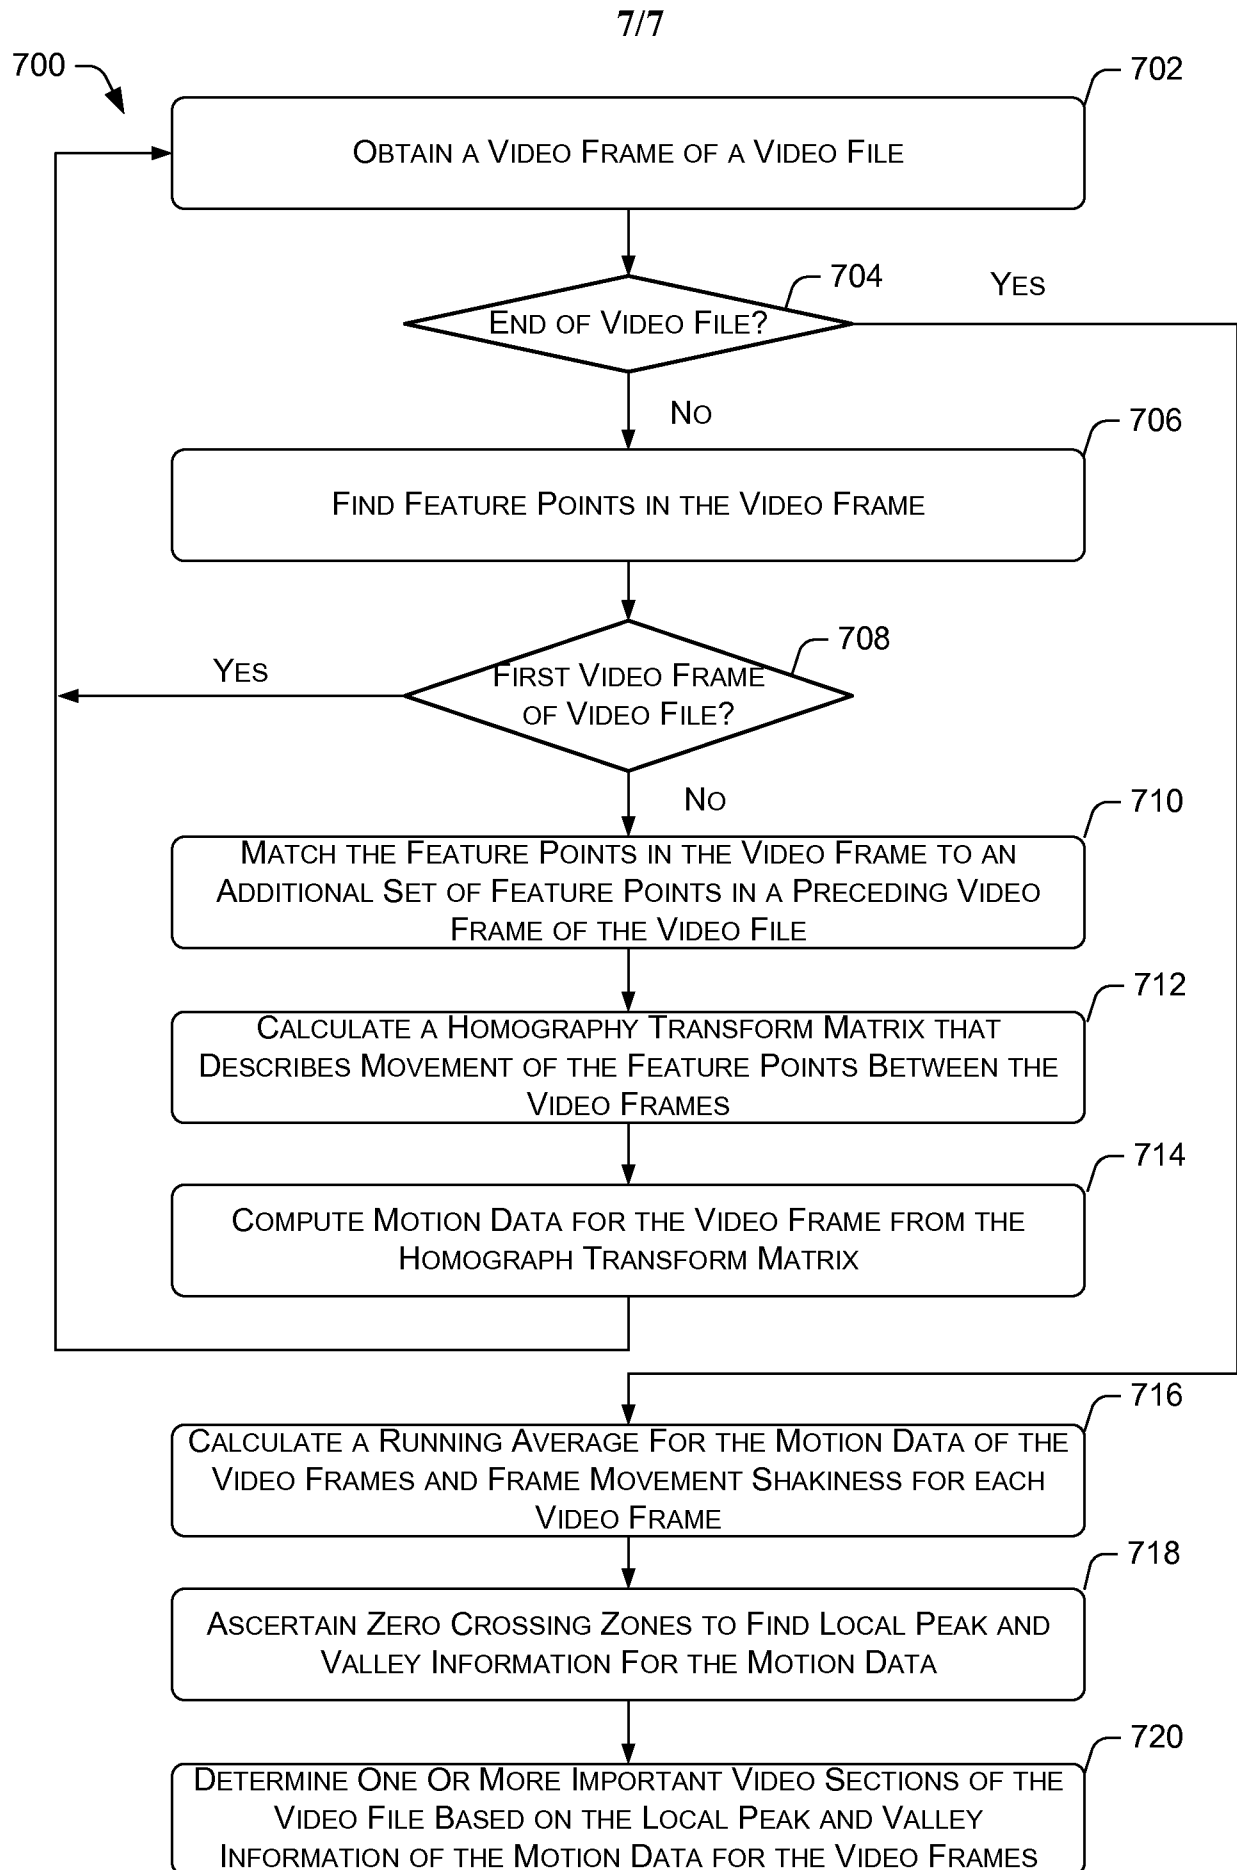 7/7
700
702
OBTAIN A VIDEO FRAME OF A VIDEO FILE
704
YES
END OF VIDEO FILE?
NO
706
FIND FEATURE POINTS IN THE VIDEO FRAME
708
YES
FIRST VIDEO FRAME
OF VIDEO FILE?
NO
710
MATCH THE FEATURE POINTS IN THE VIDEO FRAME TO AN
ADDITIONAL SET OF FEATURE POINTS IN A PRECEDING VIDEO
FRAME OF THE VIDEO FILE
712
CALCULATE A HOMOGRAPHY TRANSFORM MATRIX THAT
DESCRIBES MOVEMENT OF THE FEATURE POINTS BETWEEN THE
VIDEO FRAMES
714
COMPUTE MOTION DATA FOR THE VIDEO FRAME FROM THE
HOMOGRAPH TRANSFORM MATRIX
716
CALCULATE A RUNNING AVERAGE FOR THE MOTION DATA OF THE
VIDEO FRAMES AND FRAME MOVEMENT SHAKINESS FOR EACH
VIDEO FRAME
718
ASCERTAIN ZERO CROSSING ZONES TO FIND LOCAL PEAK AND
VALLEY INFORMATION FOR THE MOTION DATA
720
DETERMINE ONE OR MORE IMPORTANT VIDEO SECTIONS OF THE
VIDEO FILE BASED ON THE LOCAL PEAK AND VALLEY
INFORMATION OF THE MOTION DATA FOR THE VIDEO FRAMES